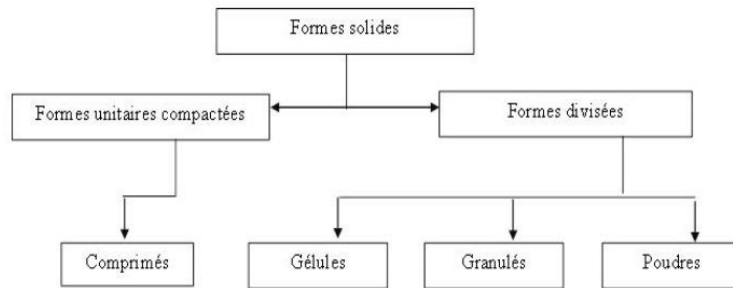 Formes solides
Formes unitaires compactées
Formes divisées
Comprimés
Gélules
Granulés
Poudres